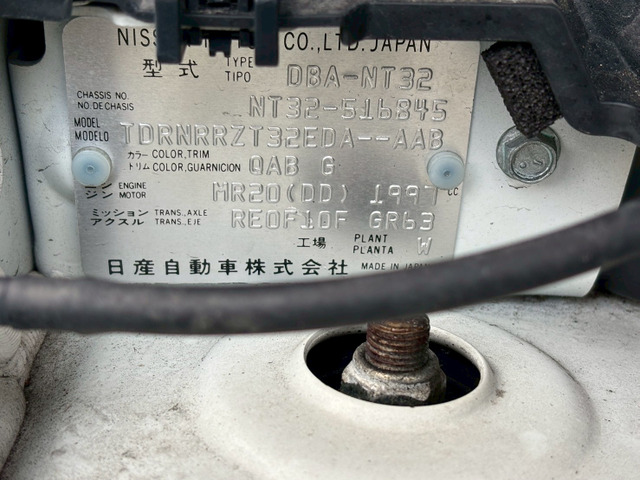 NISS CO.,LTD.JAPAN
型式 TYPE TIPO DBA-NT32
CHASSIS NO. NO.DE CHASIS NT32-516845
MODEL MODELO TDRNRRZT32EDA--AAB
カラー COLOR,TRIM トリム COLOR,GUARNICION QAB G
ジン ENGINE MOTOR MR20(DD) 1997 CC
ミッション アクスル TRANS.,AXLE TRANS.,EJE RE0F10F GR63
工場 PLANT PLANTA W
日産自動車株式会社 MADE IN JAPAN